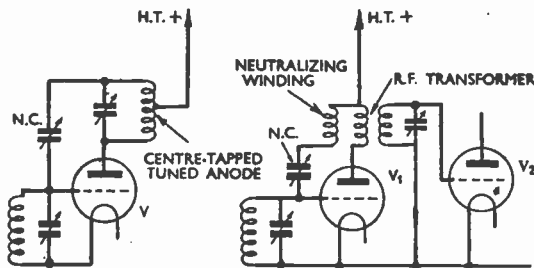 H.T. +
N.C.
CENTRE-TAPPED
TUNED ANODE
V
H.T. +
NEUTRALIZING
WINDING
R.F. TRANSFORMER
N.C.
V₁
V₂